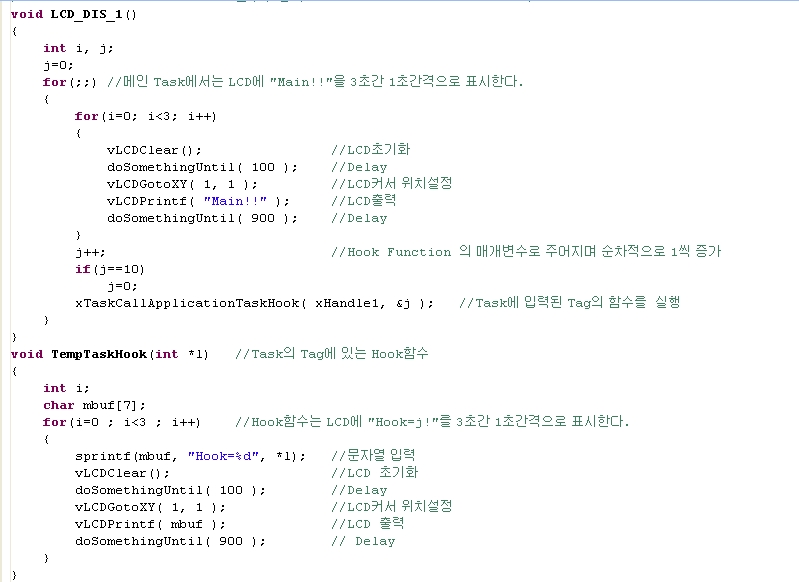 void LCD_DIS_1()
{
    int i, j;
    j=0;
    for(;;) //메인 Task에서는 LCD에 "Main!!"을 3초간 1초간격으로 표시한다.
    {
        for(i=0; i<3; i++)
        {
            vLCDClear();                //LCD초기화
            doSomethingUntil( 100 );    //Delay
            vLCDGotoXY( 1, 1 );         //LCD커서 위치설정
            vLCDPrintf( "Main!!" );     //LCD출력
            doSomethingUntil( 900 );    //Delay
        }
        j++;                            //Hook Function 의 매개변수로 주어지며 순차적으로 1씩 증가
        if(j==10)
            j=0;
        xTaskCallApplicationTaskHook( xHandle1, &j );   //Task에 입력된 Tag의 함수를 실행
    }
}
void TempTaskHook(int *l)   //Task의 Tag에 있는 Hook함수
{
    int i;
    char mbuf[7];
    for(i=0 ; i<3 ; i++)    //Hook함수는 LCD에 "Hook=j!"을 3초간 1초간격으로 표시한다.
    {
        sprintf(mbuf, "Hook=%d", *l);   //문자열 입력
        vLCDClear();                    //LCD 초기화
        doSomethingUntil( 100 );        //Delay
        vLCDGotoXY( 1, 1 );             //LCD커서 위치설정
        vLCDPrintf( mbuf );             //LCD 출력
        doSomethingUntil( 900 );        // Delay
    }
}